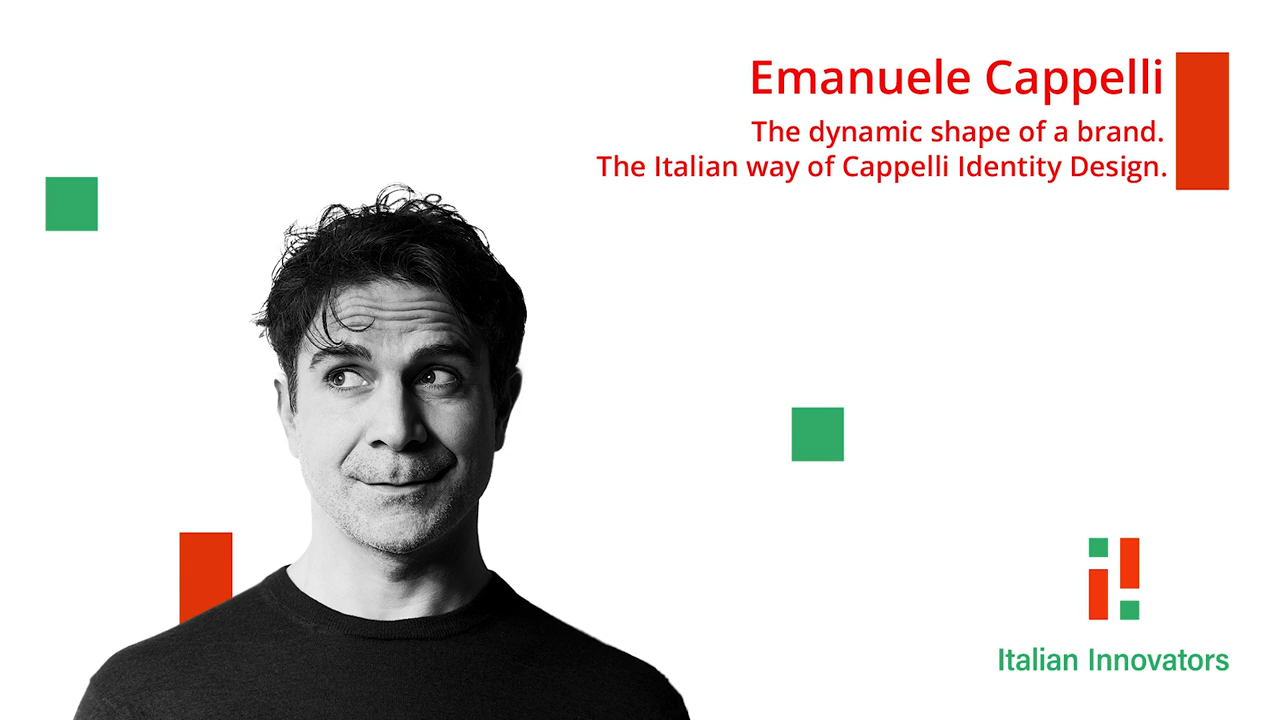 Emanuele Cappelli
The dynamic shape of a brand.
The Italian way of Cappelli Identity Design.
Italian Innovators